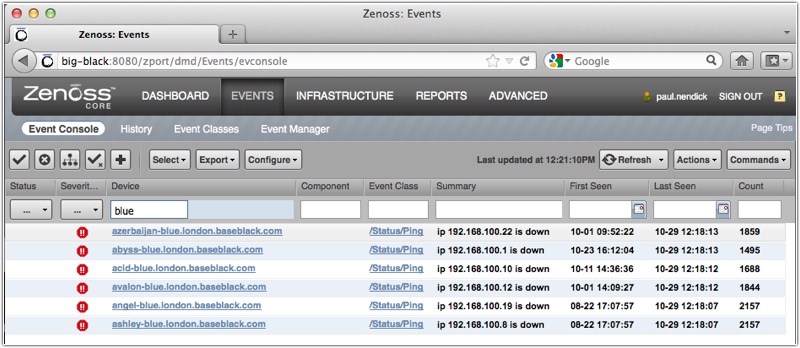 Zenoss: Events
Zenoss: Events
big-black:8080/zport/dmd/Events/evconsole
Google
Zenoss™ CORE DASHBOARD EVENTS INFRASTRUCTURE REPORTS ADVANCED paul.nendick SIGN OUT ?
Event Console History Event Classes Event Manager Page Tips
Select Export Configure Last updated at 12:21:10PM Refresh Actions Commands
Status Severit... Device Component Event Class Summary First Seen Last Seen Count
... ... blue
azerbaijan-blue.london.baseblack.com /Status/Ping ip 192.168.100.22 is down 10-01 09:52:22 10-29 12:18:13 1859
abyss-blue.london.baseblack.com /Status/Ping ip 192.168.100.1 is down 10-23 16:12:04 10-29 12:18:13 1495
acid-blue.london.baseblack.com /Status/Ping ip 192.168.100.10 is down 10-11 14:36:36 10-29 12:18:12 1688
avalon-blue.london.baseblack.com /Status/Ping ip 192.168.100.12 is down 10-01 14:09:27 10-29 12:18:12 1844
angel-blue.london.baseblack.com /Status/Ping ip 192.168.100.19 is down 08-22 17:07:57 10-29 12:18:07 2157
ashley-blue.london.baseblack.com /Status/Ping ip 192.168.100.8 is down 08-22 17:07:57 10-29 12:18:07 2157